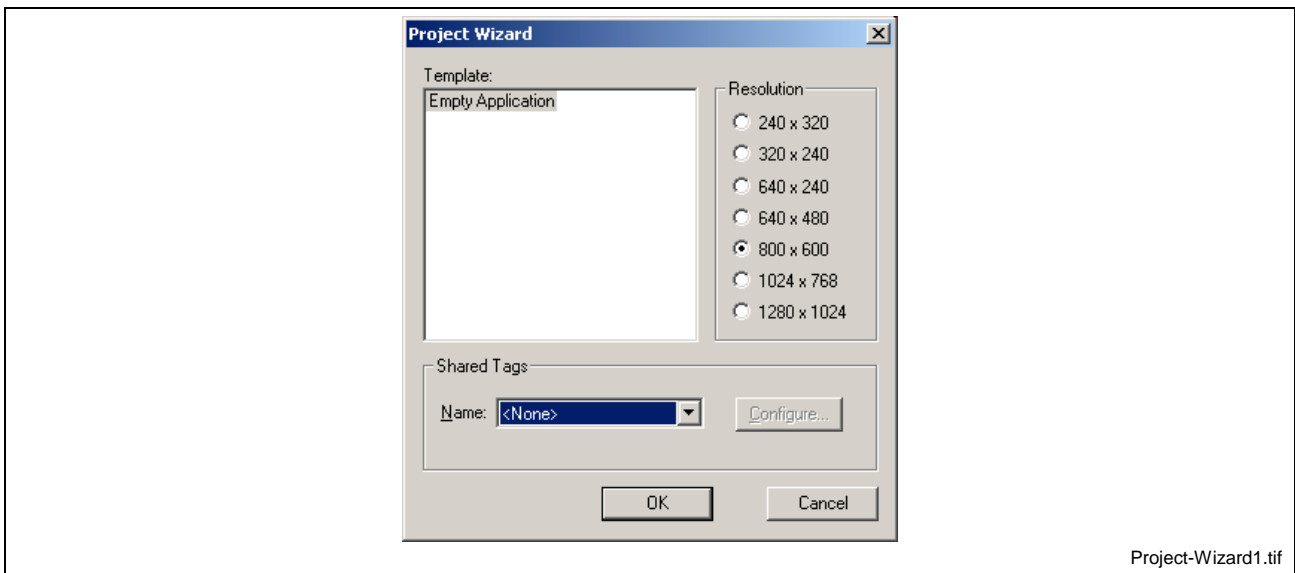 Project Wizard
Template:
Empty Application
Resolution
240 x 320
320 x 240
640 x 240
640 x 480
800 x 600
1024 x 768
1280 x 1024
Shared Tags
Name: <None> Configure...
OK Cancel
Project-Wizard1.tif